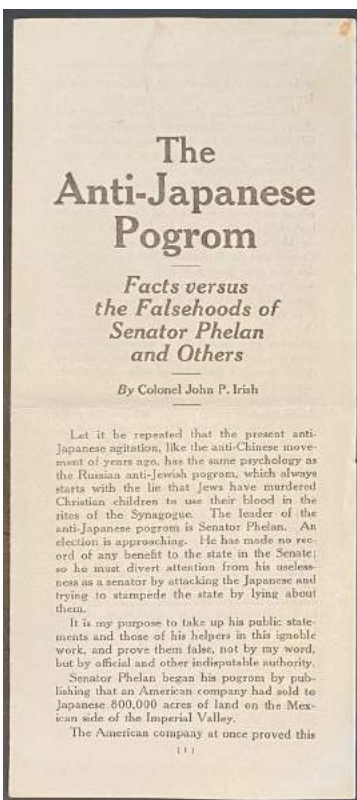 The
Anti-Japanese
Pogrom
Facts versus
the Falsehoods of
Senator Phelan
and Others
By Colonel John P. Irish
Let it be repeated that the present anti-
Japanese agitation, like the anti-Chinese move-
ment of years ago, has the same psychology as
the Russian anti-Jewish pogrom, which always
starts with the lie that Jews have murdered
Christian children to use their blood in the
rites of the Synagogue. The leader of the
anti-Japanese pogrom is Senator Phelan. An
election is approaching. He has made no rec-
ord of any benefit to the state in the Senate;
so he must divert attention from his useless-
ness as a senator by attacking the Japanese and
trying to stampede the state by lying about
them.
It is my purpose to take up his public state-
ments and those of his helpers in this ignoble
work, and prove them false, not by my word,
but by official and other indisputable authority.
Senator Phelan began his pogrom by pub-
lishing that an American company had sold to
Japanese 800,000 acres of land on the Mex-
ican side of the Imperial Valley.
The American company at once proved this
[1]